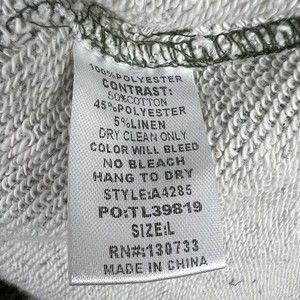 100%POLYESTER
CONTRAST:
50%COTTON
45%POLYESTER
5%LINEN
DRY CLEAN ONLY
COLOR WILL BLEED
NO BLEACH
HANG TO DRY
STYLE:A4285
PO:TL39819
SIZE:L
RN#:130733
MADE IN CHINA